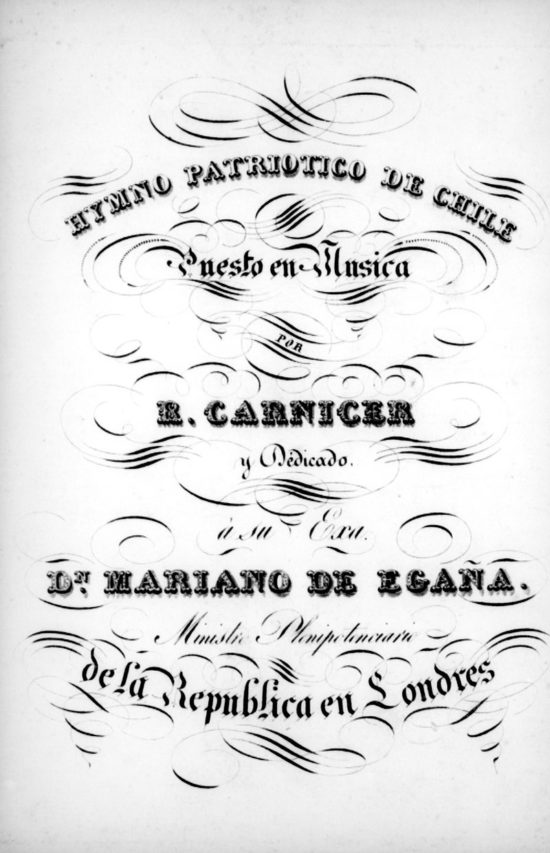 HYMNO PATRIOTICO DE CHILE
Puesto en Musica
POR
R. CARNICER
y Dedicado.
à su Exa.
DN. MARIANO DE EGAÑA.
Ministro Plenipotenciario
de la Republica en Londres